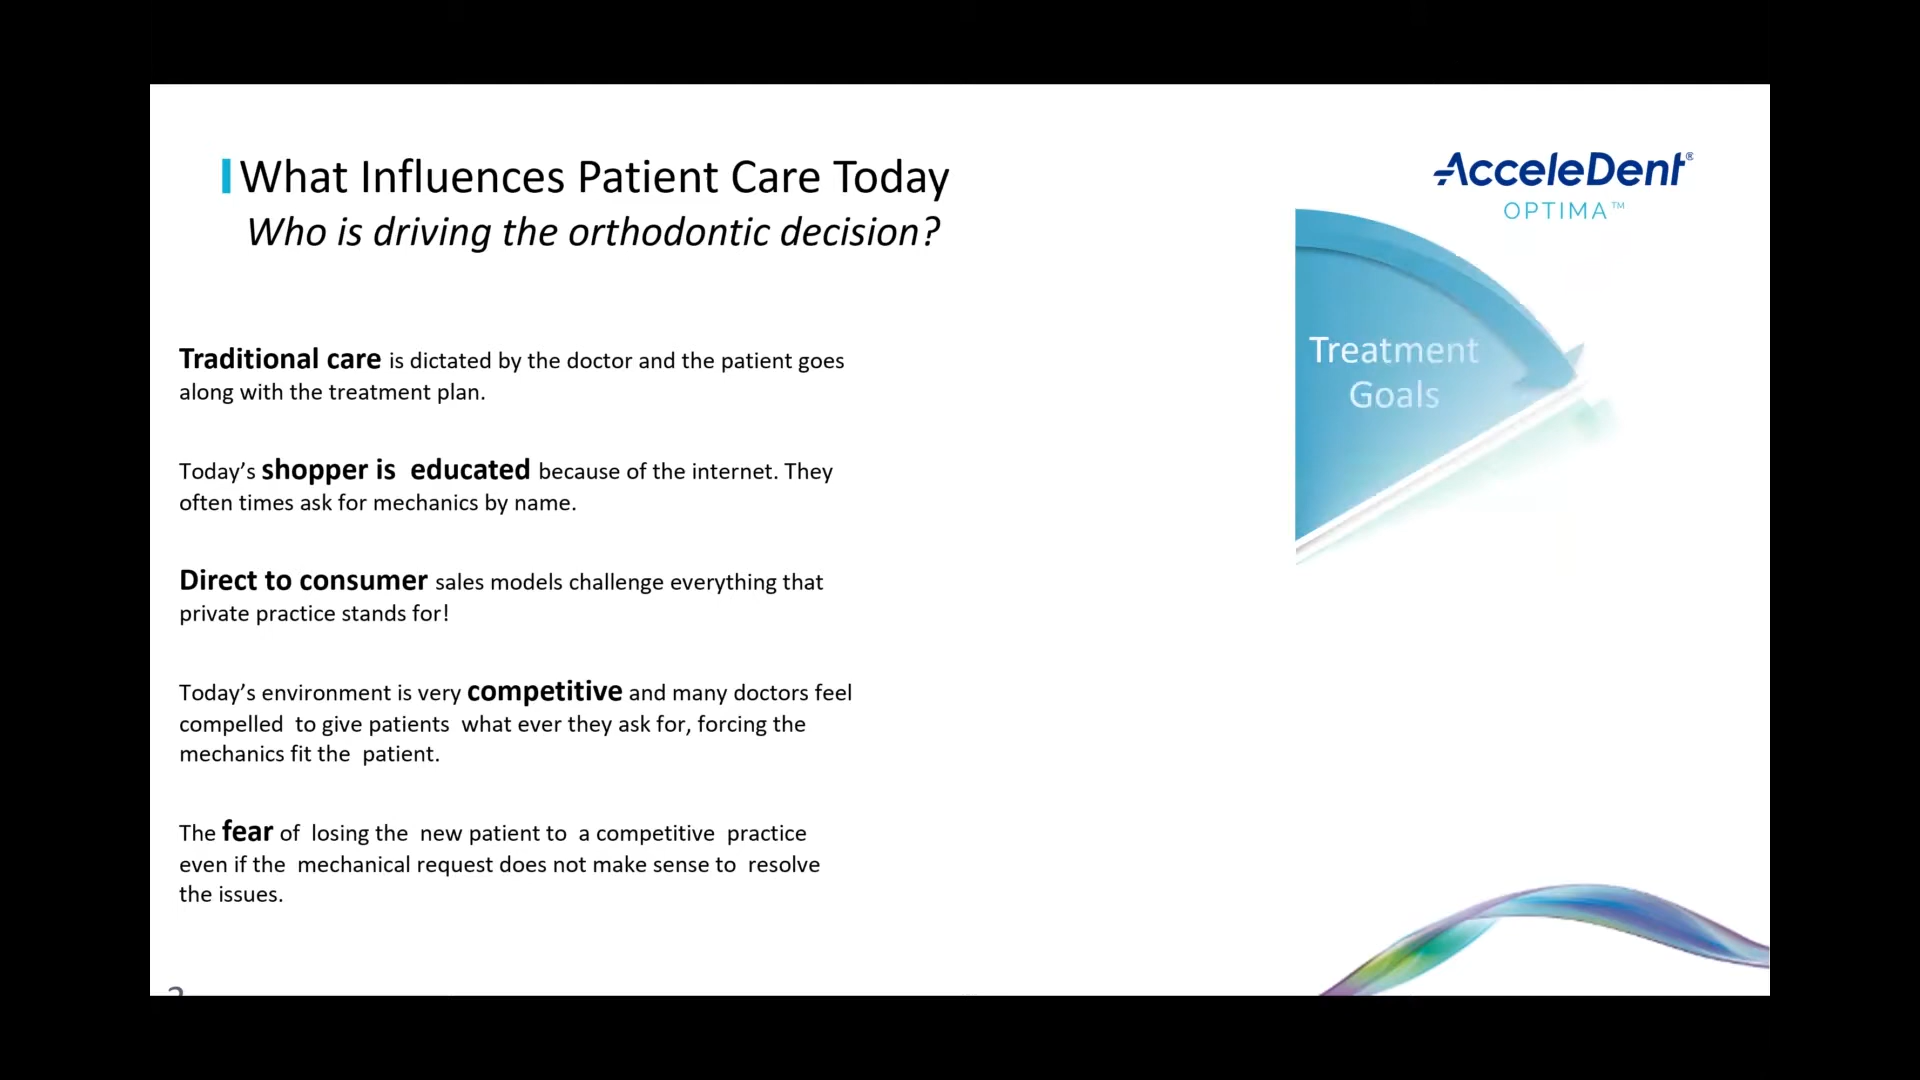 What Influences Patient Care Today
Who is driving the orthodontic decision?
AcceleDent®
OPTIMA™
Treatment
Goals
Traditional care is dictated by the doctor and the patient goes
along with the treatment plan.
Today’s shopper is  educated because of the internet. They
often times ask for mechanics by name.
Direct to consumer sales models challenge everything that
private practice stands for!
Today’s environment is very competitive and many doctors feel
compelled  to give patients  what ever they ask for, forcing the
mechanics fit the  patient.
The fear of  losing the  new patient to  a competitive  practice
even if the  mechanical request does not make sense to  resolve
the issues.